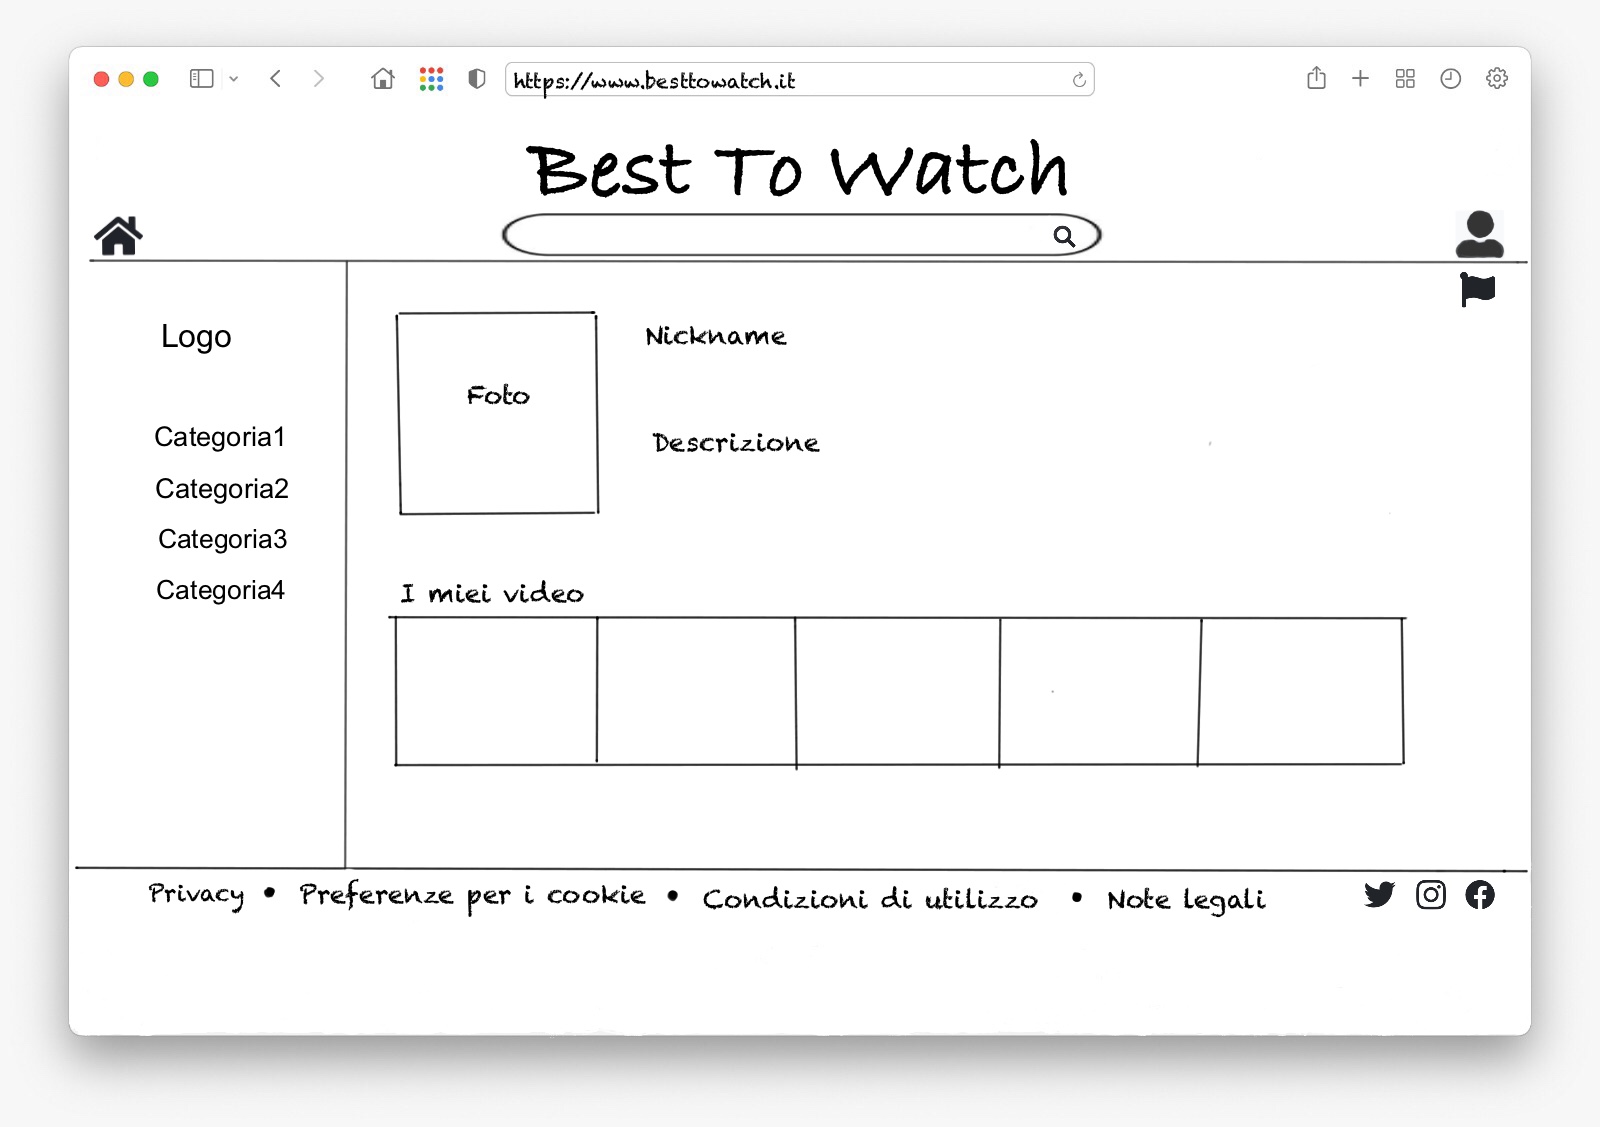 https://www.besttowatch.it
Best To Watch
Logo
Categoria1
Categoria2
Categoria3
Categoria4
Foto
Nickname
Descrizione
I miei video
Privacy • Preferenze per i cookie • Condizioni di utilizzo • Note legali